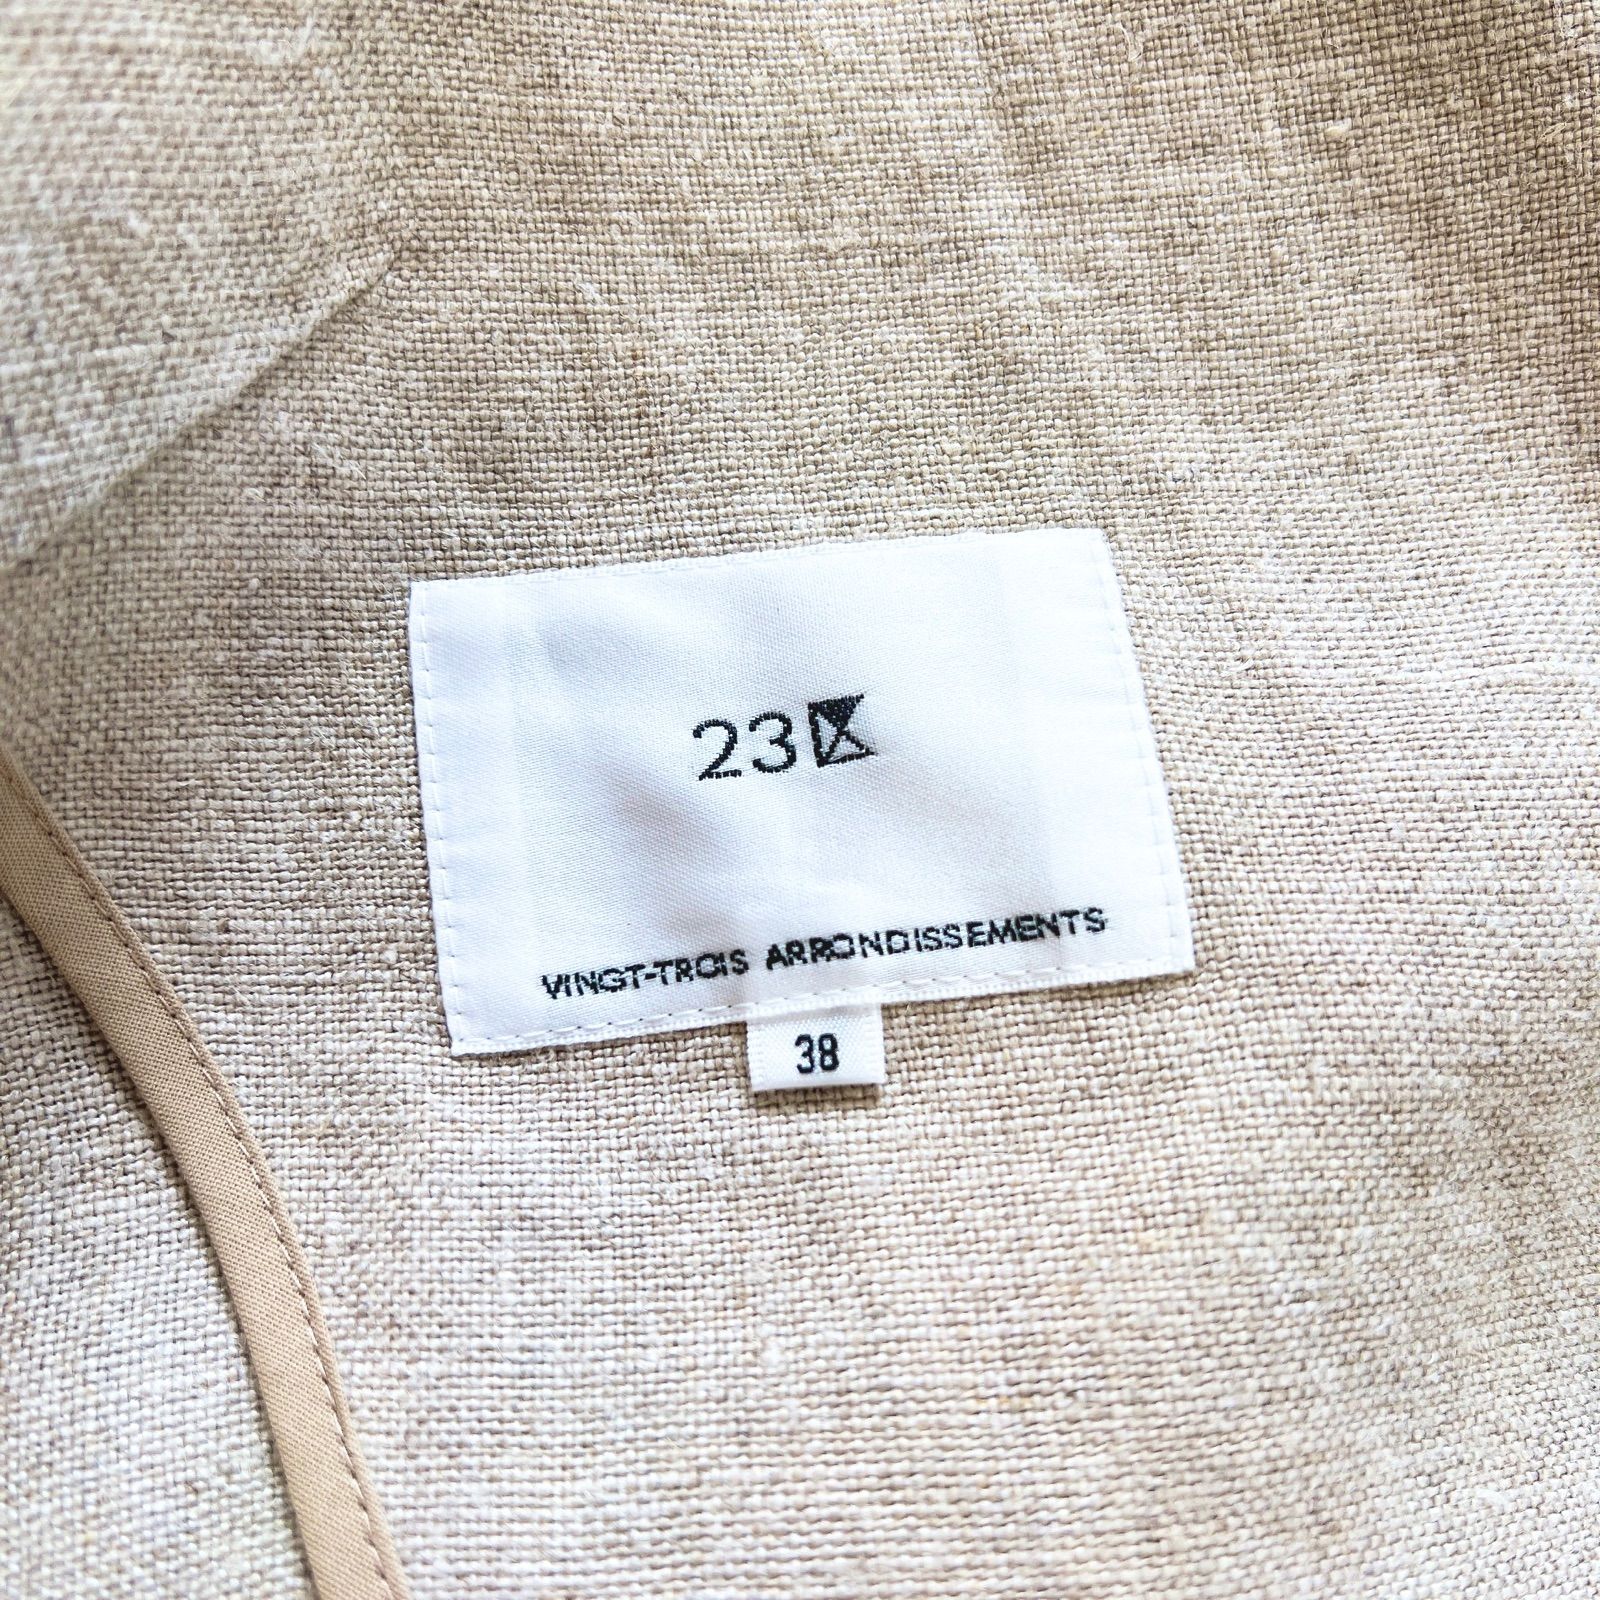 23区
VINGT-TROIS ARRONDISSEMENTS
38